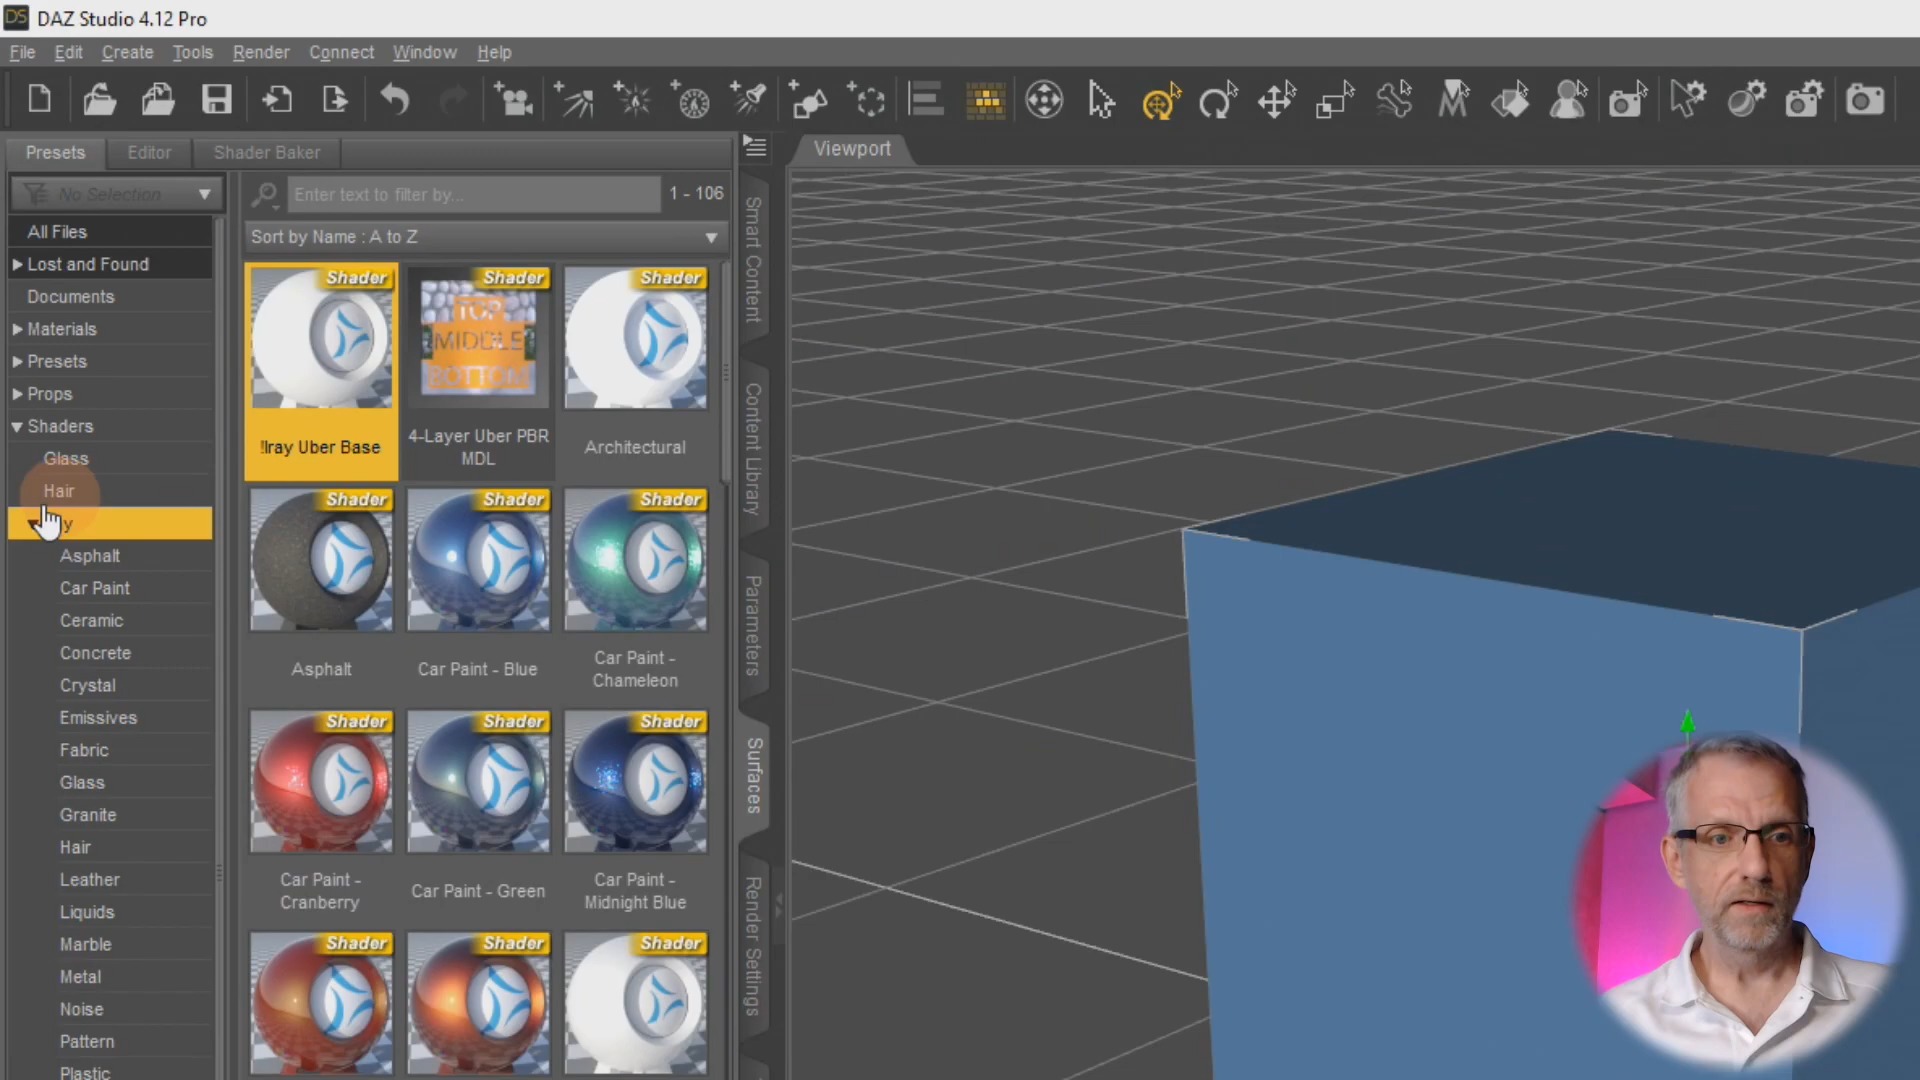 DS DAZ Studio 4.12 Pro
File Edit Create Tools Render Connect Window Help
Presets Editor Shader Baker
Viewport
No Selection
Enter text to filter by...
1 - 106
Sort by Name : A to Z
All Files
Lost and Found
Documents
Materials
Presets
Props
Shaders
Glass
Hair
y
Asphalt
Car Paint
Ceramic
Concrete
Crystal
Emissives
Fabric
Glass
Granite
Hair
Leather
Liquids
Marble
Metal
Noise
Pattern
Plastic
Shader
Shader
Shader
TOP
MIDDLE
BOTTOM
!Iray Uber Base
4-Layer Uber PBR
MDL
Architectural
Shader
Shader
Shader
Asphalt
Car Paint - Blue
Car Paint -
Chameleon
Shader
Shader
Shader
Car Paint -
Cranberry
Car Paint - Green
Car Paint -
Midnight Blue
Shader
Shader
Shader
Smart Content
Content Library
Parameters
Surfaces
Render Settings